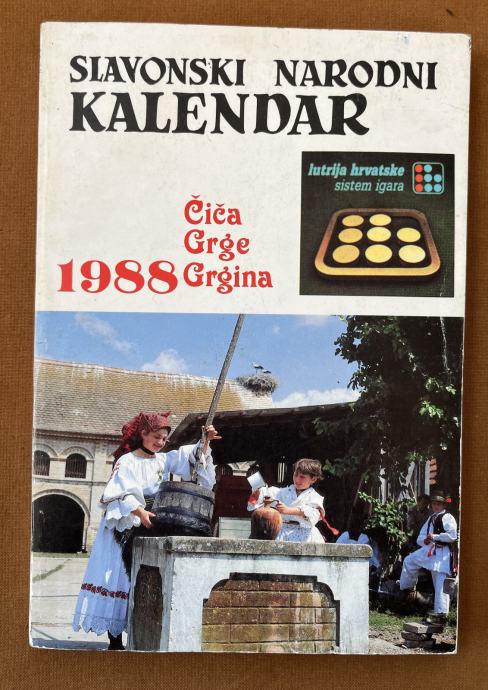 SLAVONSKI NARODNI
KALENDAR
lutrija hrvatske
sistem igara
Čiča
Grge
1988 Grgina